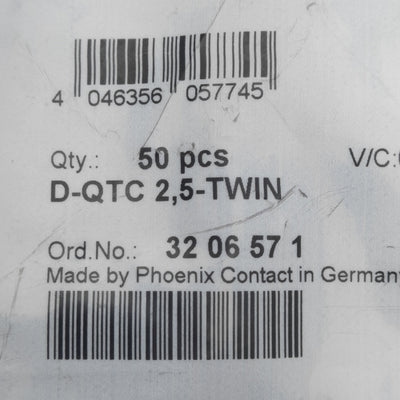 4 046356 057745
Qty.: 50 pcs V/C:
D-QTC 2,5-TWIN
Ord.No.: 32 06 57 1
Made by Phoenix Contact in Germany